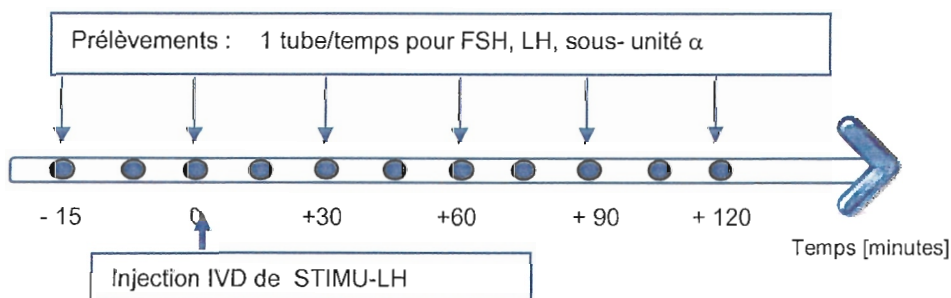 Prélèvements : 1 tube/temps pour FSH, LH, sous- unité α
- 15 0 +30 +60 + 90 + 120
Temps [minutes]
Injection IVD de STIMU-LH